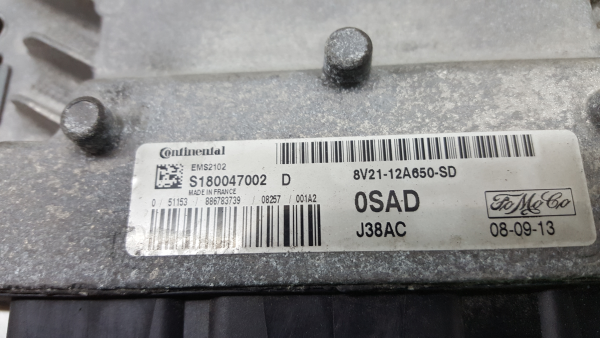 Continental
EMS2102
S180047002 D
MADE IN FRANCE
0 / 51153 / 886783739 / 08257 / 001A2
8V21-12A650-SD
0SAD
FoMoCo
J38AC
08-09-13